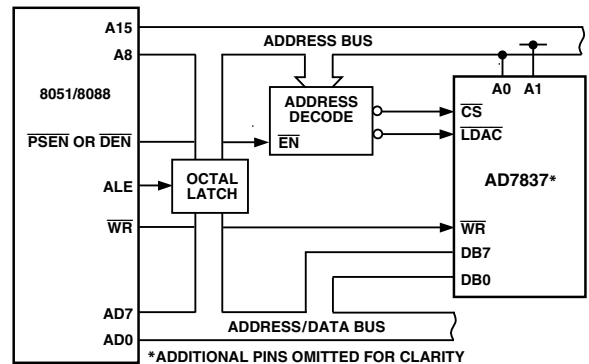 A15
ADDRESS BUS
A8
8051/8088
ADDRESS DECODE
A0 A1
CS
EN
LDAC
PSEN OR DEN
OCTAL LATCH
AD7837*
ALE
WR
WR
DB7
DB0
AD7
ADDRESS/DATA BUS
AD0
*ADDITIONAL PINS OMITTED FOR CLARITY